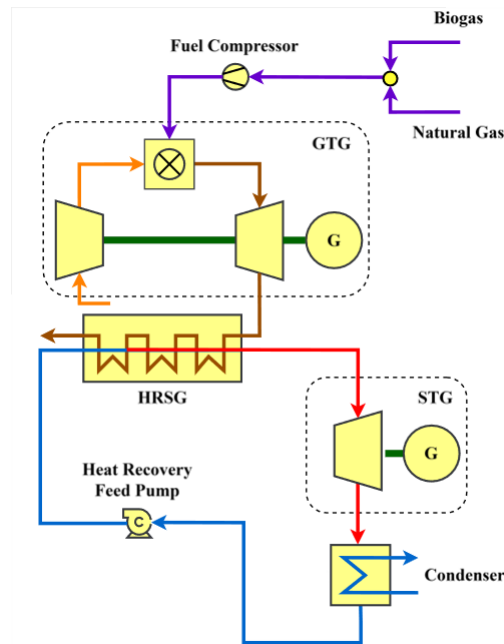 Biogas
Fuel Compressor
Natural Gas
GTG
G
HRSG
STG
G
Heat Recovery
Feed Pump
C
Condenser